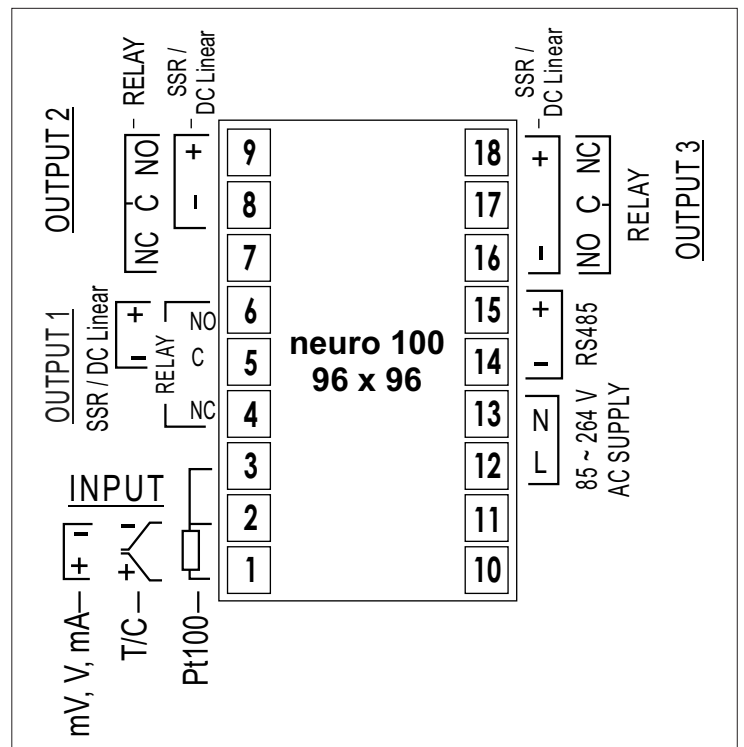 OUTPUT 2
RELAY
NC C NO
SSR /
DC Linear
- +
OUTPUT 1
SSR / DC Linear
- +
RELAY
NO
C
NC
INPUT
mV, V, mA
+ -
T/C
+ -
Pt100
9
8
7
6
5
4
3
2
1
neuro 100
96 x 96
18
17
16
15
14
13
12
11
10
SSR /
DC Linear
- +
NO C NC
RELAY
OUTPUT 3
- +
RS485
L N
85 ~ 264 V
AC SUPPLY